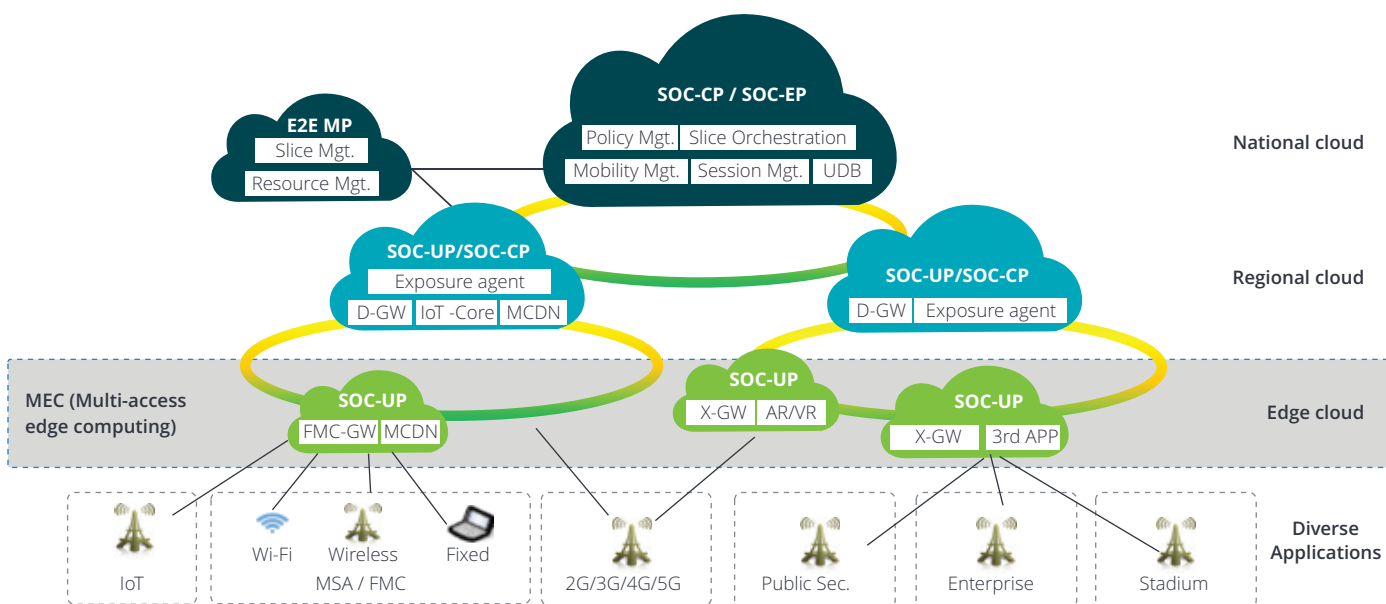 SOC-CP / SOC-EP
Policy Mgt.
Slice Orchestration
Mobility Mgt.
Session Mgt.
UDB
National cloud
E2E MP
Slice Mgt.
Resource Mgt.
SOC-UP/SOC-CP
Exposure agent
D-GW
IoT -Core
MCDN
SOC-UP/SOC-CP
D-GW
Exposure agent
Regional cloud
MEC (Multi-access
edge computing)
SOC-UP
FMC-GW
MCDN
SOC-UP
X-GW
AR/VR
SOC-UP
X-GW
3rd APP
Edge cloud
IoT
Wi-Fi
Wireless
Fixed
MSA / FMC
2G/3G/4G/5G
Public Sec.
Enterprise
Stadium
Diverse
Applications